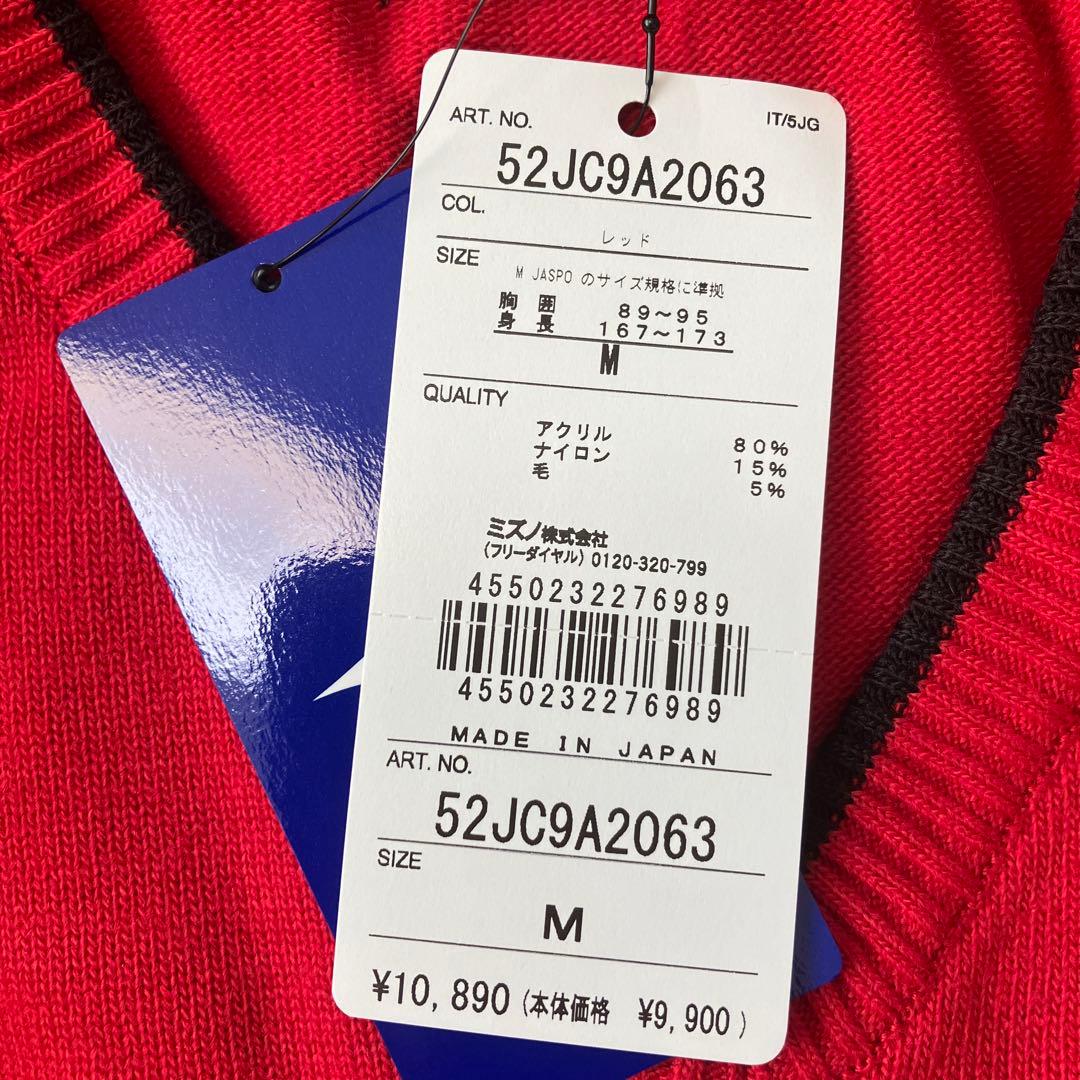 ART. NO. IT/5JG
52JC9A2063
COL.
レッド
SIZE
M JASPO のサイズ規格に準拠
胸 囲 89～95
身 長 167～173
M
QUALITY
アクリル 80%
ナイロン 15%
毛 5%
ミズノ株式会社
(フリーダイヤル) 0120-320-799
4550232276989
4550232276989
MADE IN JAPAN
ART. NO.
52JC9A2063
SIZE
M
¥10,890 (本体価格 ¥9,900)